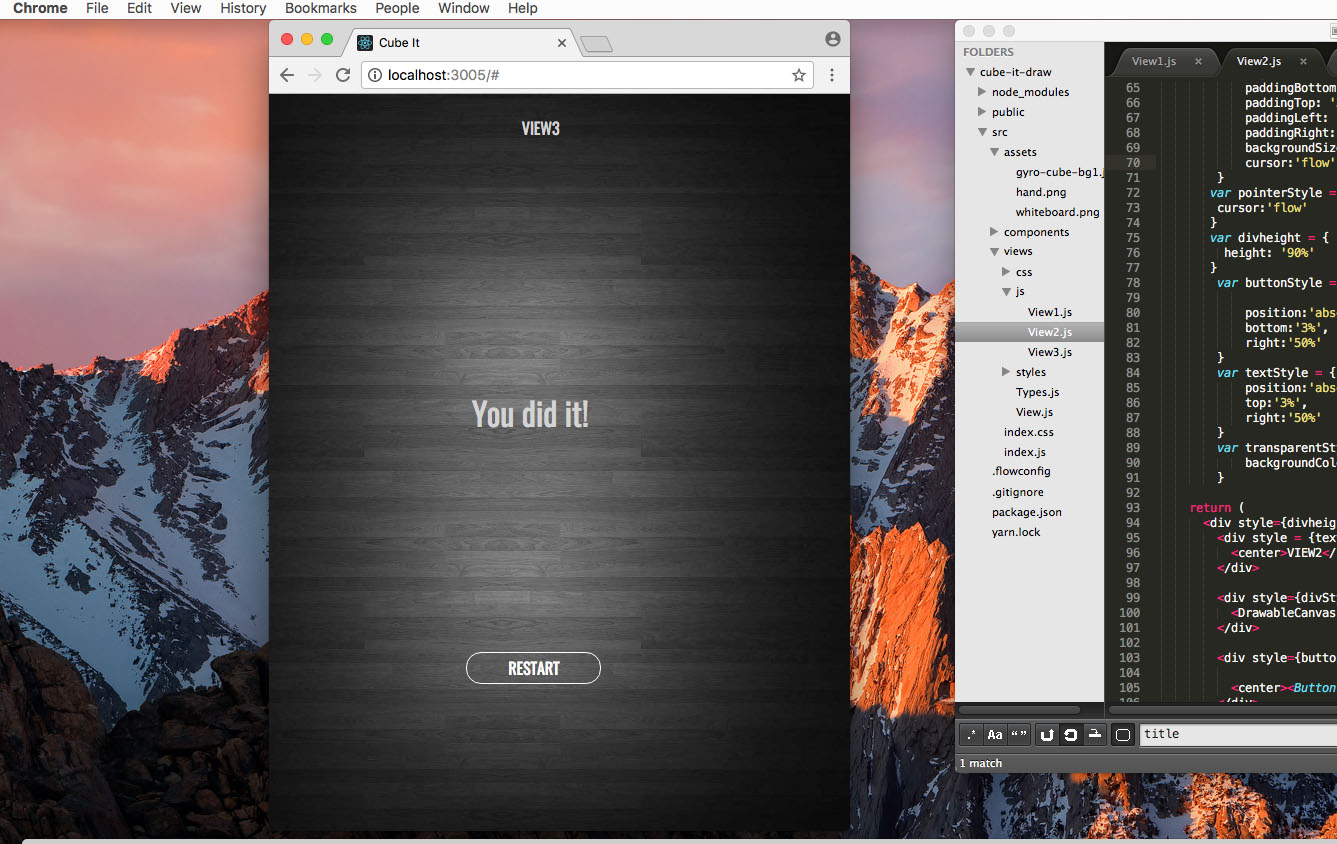 Chrome File Edit View History Bookmarks People Window Help
Cube It
localhost:3005/#
VIEW3
You did it!
RESTART
FOLDERS
cube-it-draw
node_modules
public
src
assets
gyro-cube-bg1.j
hand.png
whiteboard.png
components
views
css
js
View1.js
View2.js
View3.js
styles
Types.js
View.js
index.css
index.js
.flowconfig
.gitignore
package.json
yarn.lock
View1.js View2.js
65 paddingBottom
66 paddingTop: '
67 paddingLeft:
68 paddingRight:
69 backgroundSiz
70 cursor:'flow'
71 }
72 var pointerStyle =
73 cursor:'flow'
74 }
75 var divheight = {
76 height: '90%'
77 }
78 var buttonStyle =
79
80 position:'abs
81 bottom:'3%',
82 right:'50%'
83 }
84 var textStyle = {
85 position:'abs
86 top:'3%',
87 right:'50%'
88 }
89 var transparentSt
90 backgroundCol
91 }
92
93 return (
94 <div style={divheig
95 <div style = {tex
96 <center>VIEW2</
97 </div>
98
99 <div style={divSt
100 <DrawableCanvas
101 </div>
102
103 <div style={butto
104
105 <center><Button
.* Aa “” title
1 match